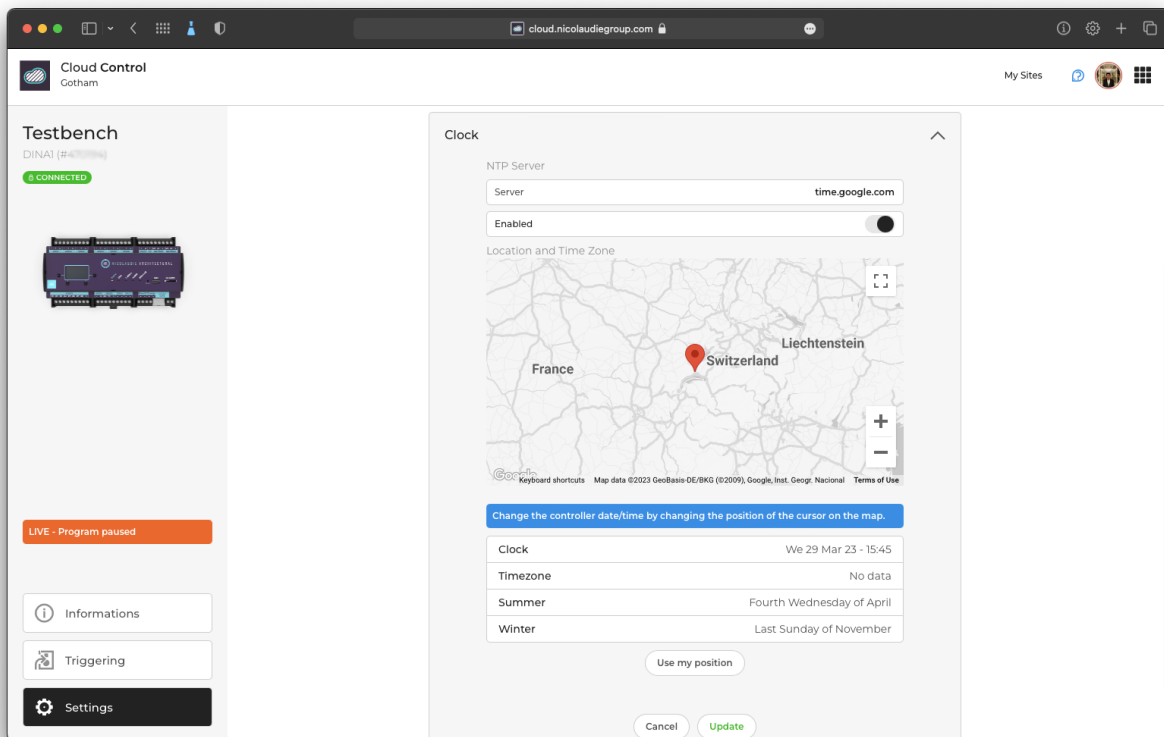 cloud.nicolaudiegroup.com
Cloud Control
Gotham
My Sites
Testbench
DINA1 (#
CONNECTED
NICOLAUDIE ARCHITECTURAL
LIVE - Program paused
Informations
Triggering
Settings
Clock
NTP Server
Server time.google.com
Enabled
Location and Time Zone
France
Switzerland
Liechtenstein
Google
Keyboard shortcuts Map data ©2023 GeoBasis-DE/BKG (©2009), Google, Inst. Geogr. Nacional Terms of Use
Change the controller date/time by changing the position of the cursor on the map.
Clock We 29 Mar 23 - 15:45
Timezone No data
Summer Fourth Wednesday of April
Winter Last Sunday of November
Use my position
Cancel Update